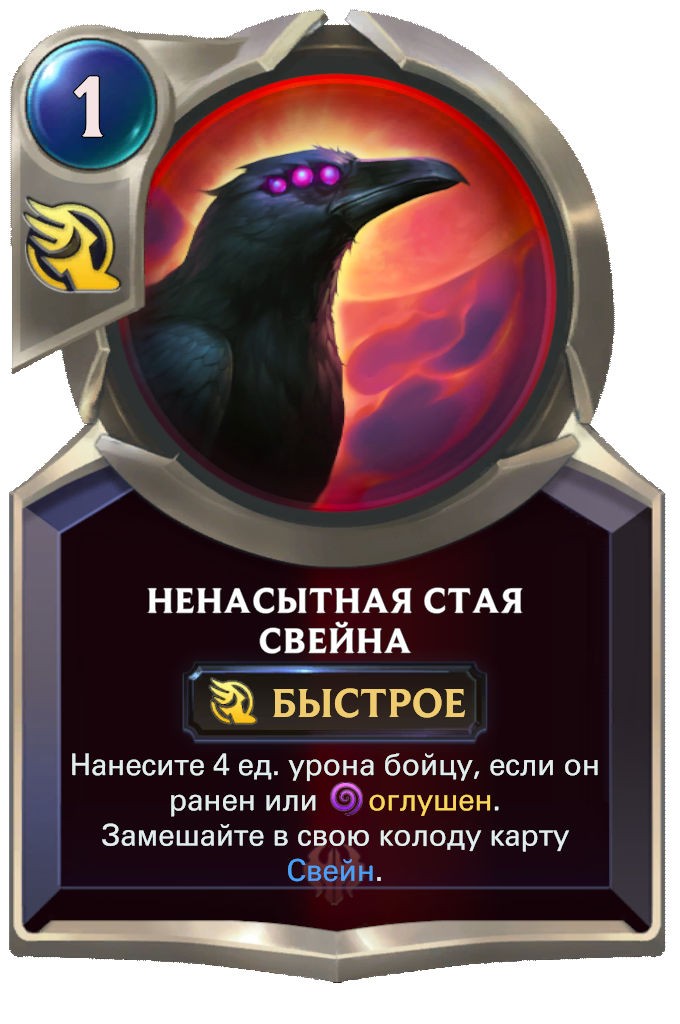 1
НЕНАСЫТНАЯ СТАЯ
СВЕЙНА
БЫСТРОЕ
Нанесите 4 ед. урона бойцу, если он
ранен или оглушен.
Замешайте в свою колоду карту
Свейн.